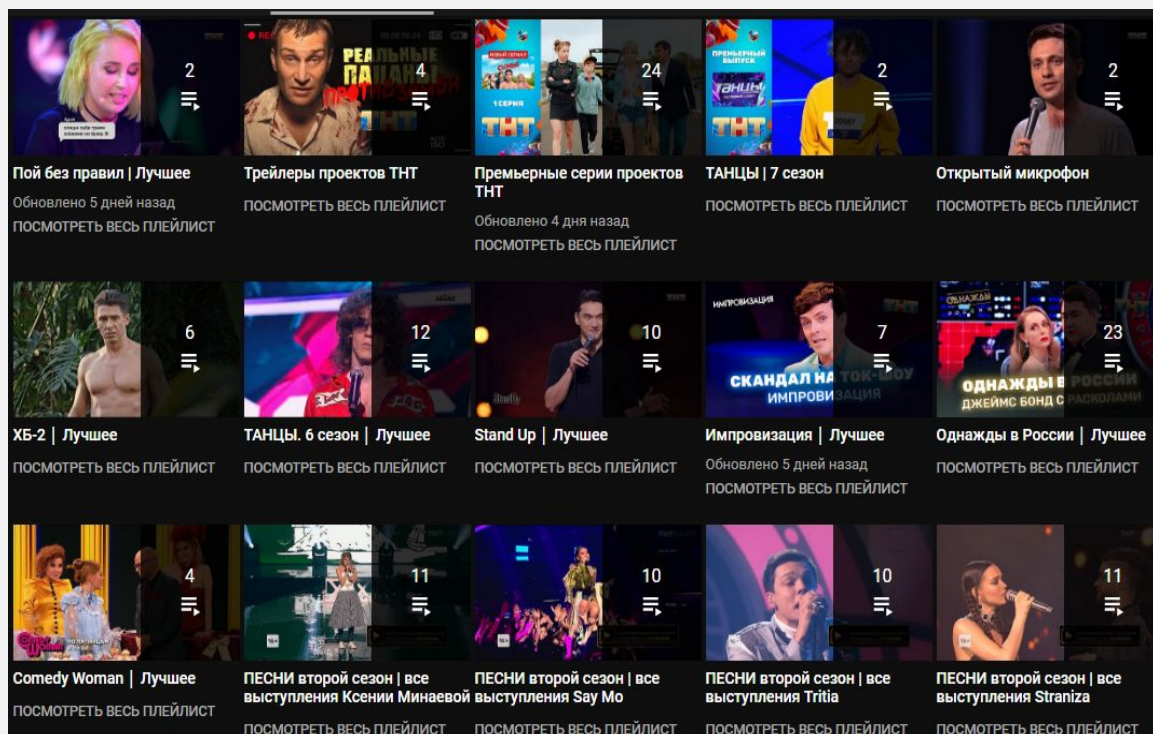 2
4
24
2
2
REC
РЕАЛЬНЫЕ
ПАЦАНЫ
НОВЫЙ СЕРИАЛ
1 СЕРИЯ
ТНТ
ПРЕМЬЕРНЫЙ
ВЫПУСК
ТАНЦЫ
ТНТ
Пой без правил | Лучшее
Обновлено 5 дней назад
ПОСМОТРЕТЬ ВЕСЬ ПЛЕЙЛИСТ
Трейлеры проектов ТНТ
ПОСМОТРЕТЬ ВЕСЬ ПЛЕЙЛИСТ
Премьерные серии проектов
ТНТ
Обновлено 4 дня назад
ПОСМОТРЕТЬ ВЕСЬ ПЛЕЙЛИСТ
ТАНЦЫ | 7 сезон
ПОСМОТРЕТЬ ВЕСЬ ПЛЕЙЛИСТ
Открытый микрофон
ПОСМОТРЕТЬ ВЕСЬ ПЛЕЙЛИСТ
6
12
10
Stand Up
7
ИМПРОВИЗАЦИЯ
СКАНДАЛ НА ТОК-ШОУ
ИМПРОВИЗАЦИЯ
23
ОДНАЖДЫ
ОДНАЖДЫ В РОССИИ
ДЖЕЙМС БОНД С РАСКОЛАМИ
ХБ-2 | Лучшее
ПОСМОТРЕТЬ ВЕСЬ ПЛЕЙЛИСТ
ТАНЦЫ. 6 сезон | Лучшее
ПОСМОТРЕТЬ ВЕСЬ ПЛЕЙЛИСТ
Stand Up | Лучшее
ПОСМОТРЕТЬ ВЕСЬ ПЛЕЙЛИСТ
Импровизация | Лучшее
Обновлено 5 дней назад
ПОСМОТРЕТЬ ВЕСЬ ПЛЕЙЛИСТ
Однажды в России | Лучшее
ПОСМОТРЕТЬ ВЕСЬ ПЛЕЙЛИСТ
4
11
10
10
11
Comedy Woman | Лучшее
ПОСМОТРЕТЬ ВЕСЬ ПЛЕЙЛИСТ
ПЕСНИ второй сезон | все
выступления Ксении Минаевой
ПОСМОТРЕТЬ ВЕСЬ ПЛЕЙЛИСТ
ПЕСНИ второй сезон | все
выступления Say Mo
ПОСМОТРЕТЬ ВЕСЬ ПЛЕЙЛИСТ
ПЕСНИ второй сезон | все
выступления Tritia
ПОСМОТРЕТЬ ВЕСЬ ПЛЕЙЛИСТ
ПЕСНИ второй сезон | все
выступления Straniza
ПОСМОТРЕТЬ ВЕСЬ ПЛЕЙЛИСТ